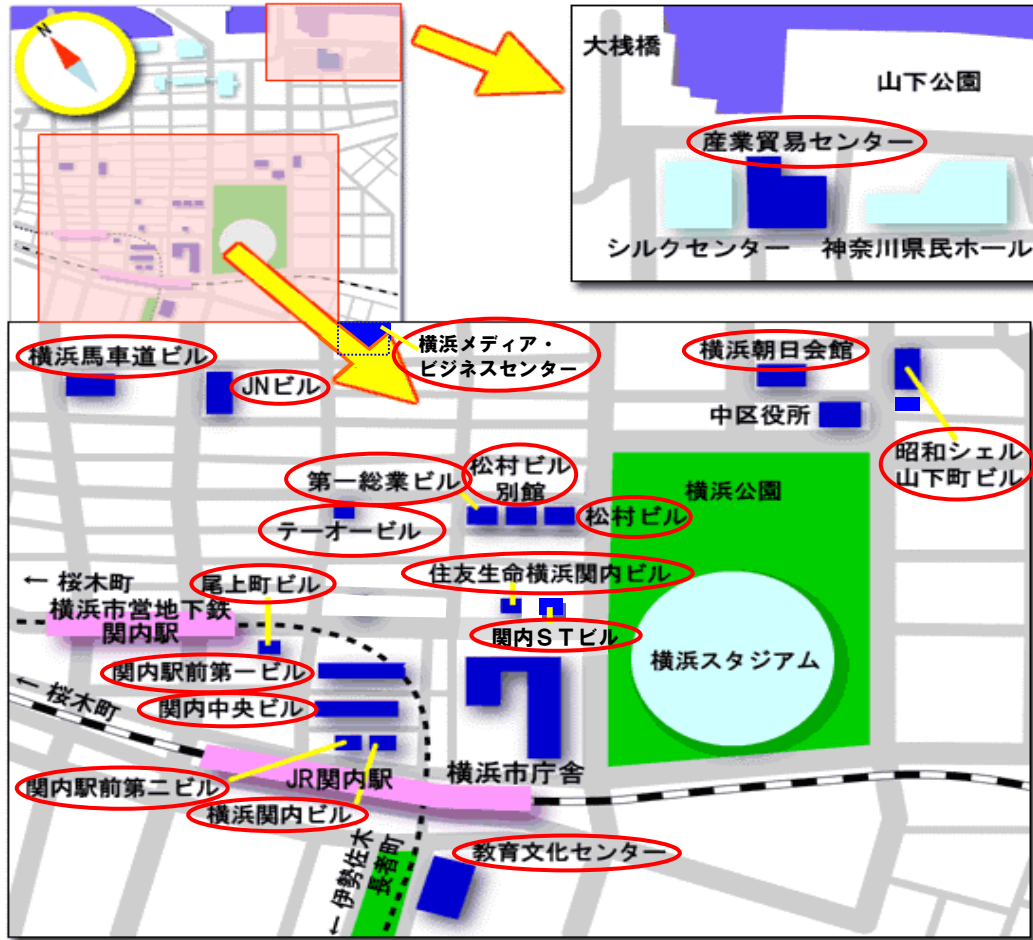 N
大桟橋
山下公園
産業貿易センター
シルクセンター
神奈川県民ホール
横浜馬車道ビル
JNビル
横浜メディア・
ビジネスセンター
横浜朝日会館
中区役所
昭和シェル
山下町ビル
第一総業ビル
松村ビル
別館
松村ビル
テーオービル
横浜公園
← 桜木町
横浜市営地下鉄
関内駅
尾上町ビル
住友生命横浜関内ビル
関内STビル
横浜スタジアム
関内駅前第一ビル
← 桜木町
関内中央ビル
関内駅前第二ビル
JR関内駅
横浜市庁舎
横浜関内ビル
教育文化センター
← 伊勢佐木
長者町